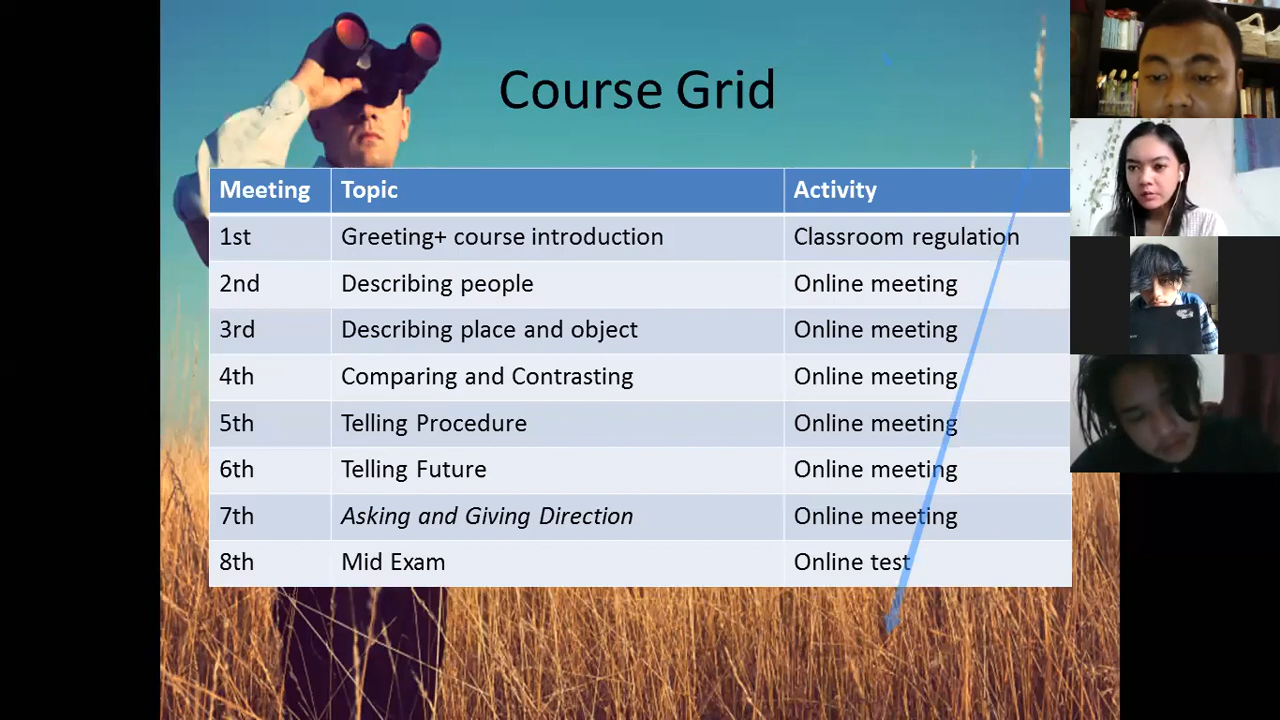 Course Grid
Meeting Topic Activity
1st Greeting+ course introduction Classroom regulation
2nd Describing people Online meeting
3rd Describing place and object Online meeting
4th Comparing and Contrasting Online meeting
5th Telling Procedure Online meeting
6th Telling Future Online meeting
7th Asking and Giving Direction Online meeting
8th Mid Exam Online test